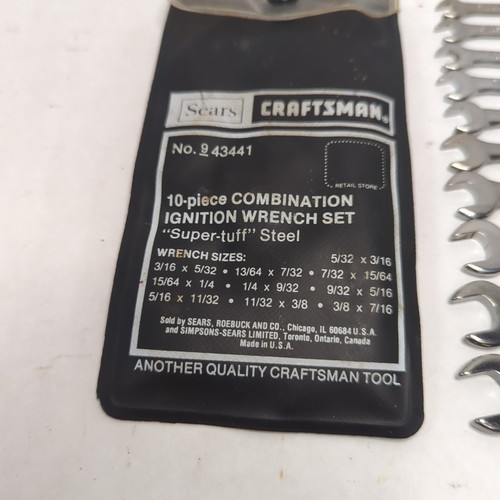 Sears CRAFTSMAN®
No. 9 43441
RETAIL STORE
10-piece COMBINATION
IGNITION WRENCH SET
"Super-tuff" Steel
WRENCH SIZES: 5/32 x 3/16
3/16 x 5/32 • 13/64 x 7/32 • 7/32 x 15/64
15/64 x 1/4 • 1/4 x 9/32 • 9/32 x 5/16
5/16 x 11/32 • 11/32 x 3/8 • 3/8 x 7/16
Sold by SEARS, ROEBUCK AND CO., Chicago, IL 60684 U.S.A.
and SIMPSONS-SEARS LIMITED, Toronto, Ontario, Canada
Made in U.S.A.
ANOTHER QUALITY CRAFTSMAN TOOL